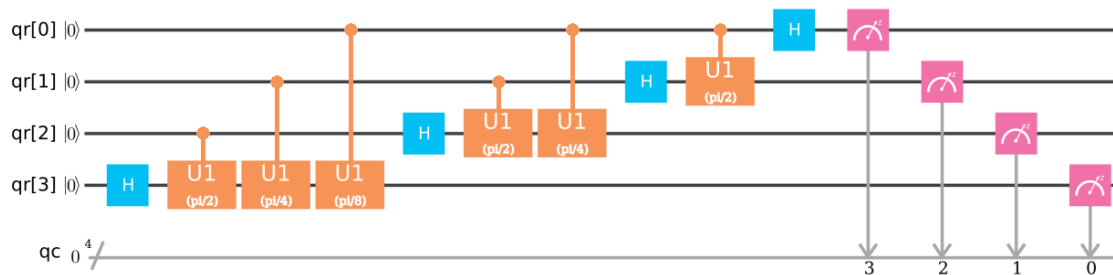 qr[0] |0⟩ H
qr[1] |0⟩ H U1 (pi/2)
qr[2] |0⟩ H U1 (pi/2) U1 (pi/4)
qr[3] |0⟩ H U1 (pi/2) U1 (pi/4) U1 (pi/8)
z z z z
qc 0 4
3 2 1 0